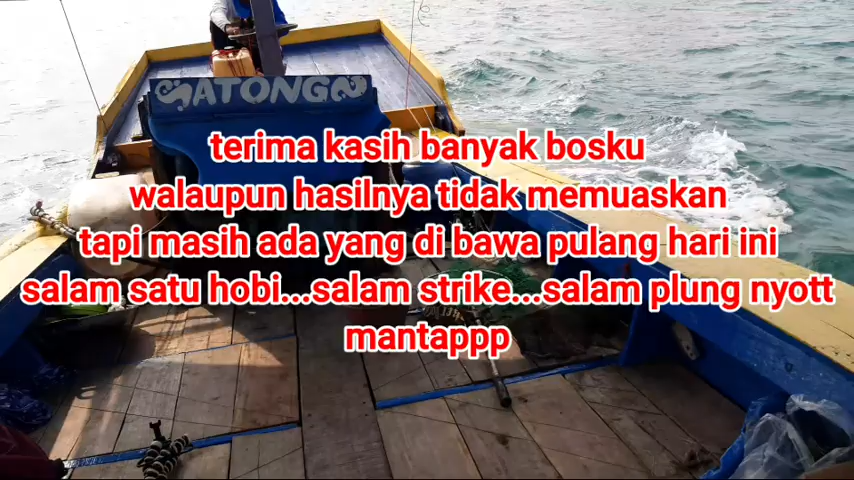 SATONG
terima kasih banyak bosku
walaupun hasilnya tidak memuaskan
tapi masih ada yang di bawa pulang hari ini
salam satu hobi...salam strike...salam plung nyott
mantappp